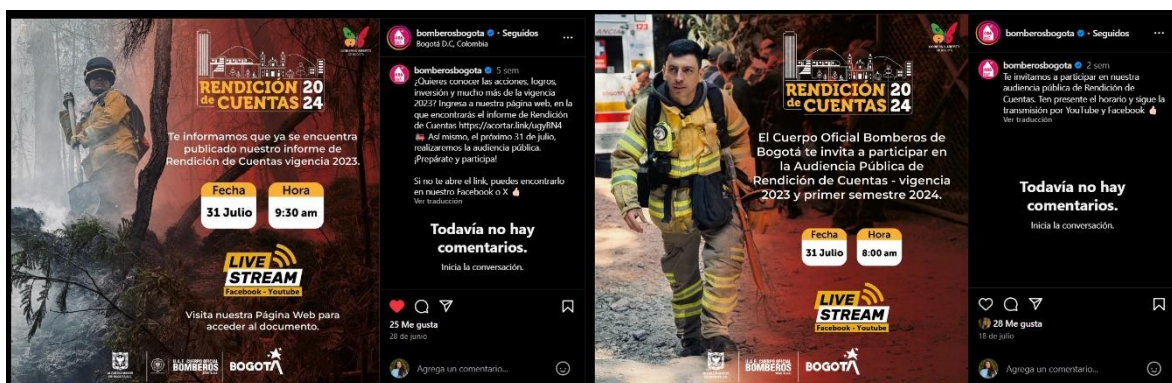 RENDICIÓN 20
de CUENTAS 24
Te informamos que ya se encuentra
publicado nuestro informe de
Rendición de Cuentas vigencia 2023.
Fecha
31 Julio
Hora
9:30 am
LIVE
STREAM
Facebook - Youtube
Visita nuestra Página Web para
acceder al documento.
BOMBEROS
BOGOTÁ
bomberosbogota • Seguidos
Bogotá D.C, Colombia
...
bomberosbogota 5 sem
¿Quieres conocer las acciones, logros,
inversión y mucho más de la vigencia
2023? Ingresa a nuestra página web, en la
que encontrarás el informe de Rendición
de Cuentas https://acortar.link/ugyBN4
Así mismo, el próximo 31 de julio,
realizaremos la audiencia pública.
¡Prepárate y participa!
Si no te abre el link, puedes encontrarlo
en nuestro Facebook o X
Ver traducción
Todavía no hay
comentarios.
Inicia la conversación.
25 Me gusta
28 de junio
Agrega un comentario...
173
RENDICIÓN 20
de CUENTAS 24
El Cuerpo Oficial Bomberos de
Bogotá te invita a participar en
la Audiencia Pública de
Rendición de Cuentas - vigencia
2023 y primer semestre 2024.
Fecha
31 Julio
Hora
8:00 am
LIVE
STREAM
Facebook - Youtube
BOMBEROS
BOGOTÁ
bomberosbogota • Seguidos
...
bomberosbogota 2 sem
Te invitamos a participar en nuestra
audiencia pública de Rendición de
Cuentas. Ten presente el horario y sigue la
transmisión por YouTube y Facebook
Ver traducción
Todavía no hay
comentarios.
Inicia la conversación.
28 Me gusta
18 de julio
Agrega un comentario...